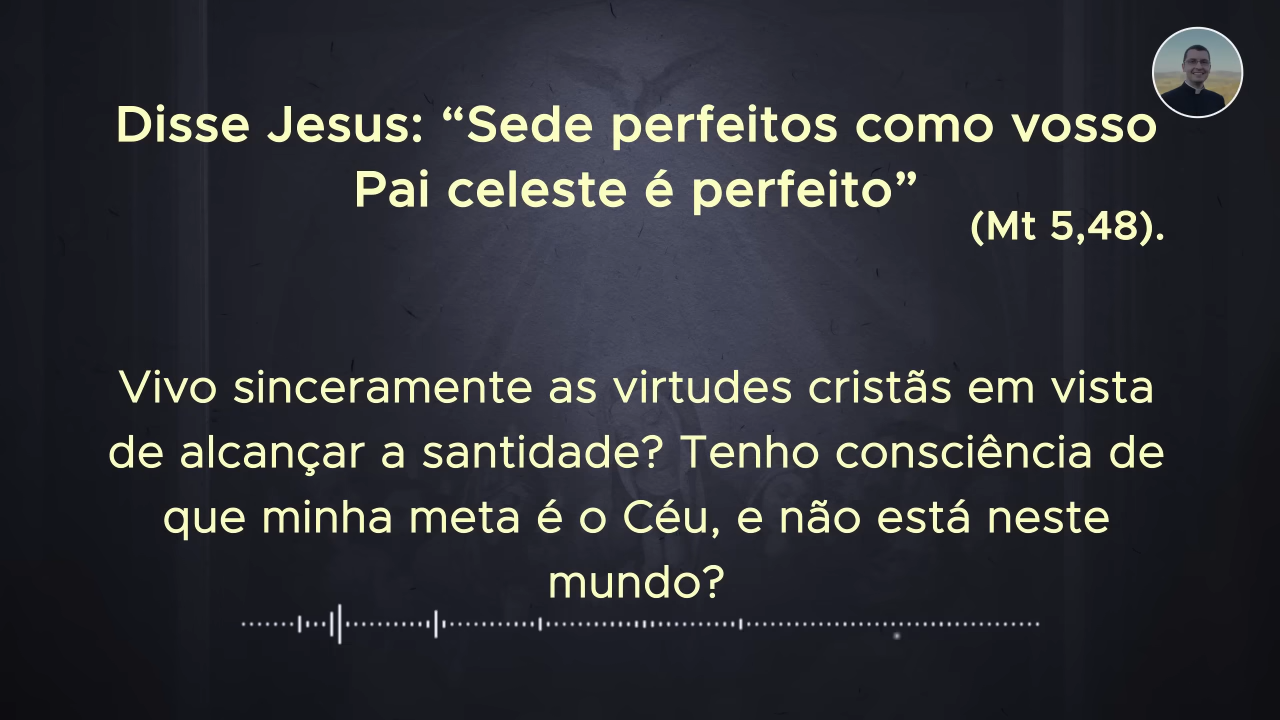 Disse Jesus: “Sede perfeitos como vosso
Pai celeste é perfeito”
(Mt 5,48).
Vivo sinceramente as virtudes cristãs em vista
de alcançar a santidade? Tenho consciência de
que minha meta é o Céu, e não está neste
mundo?